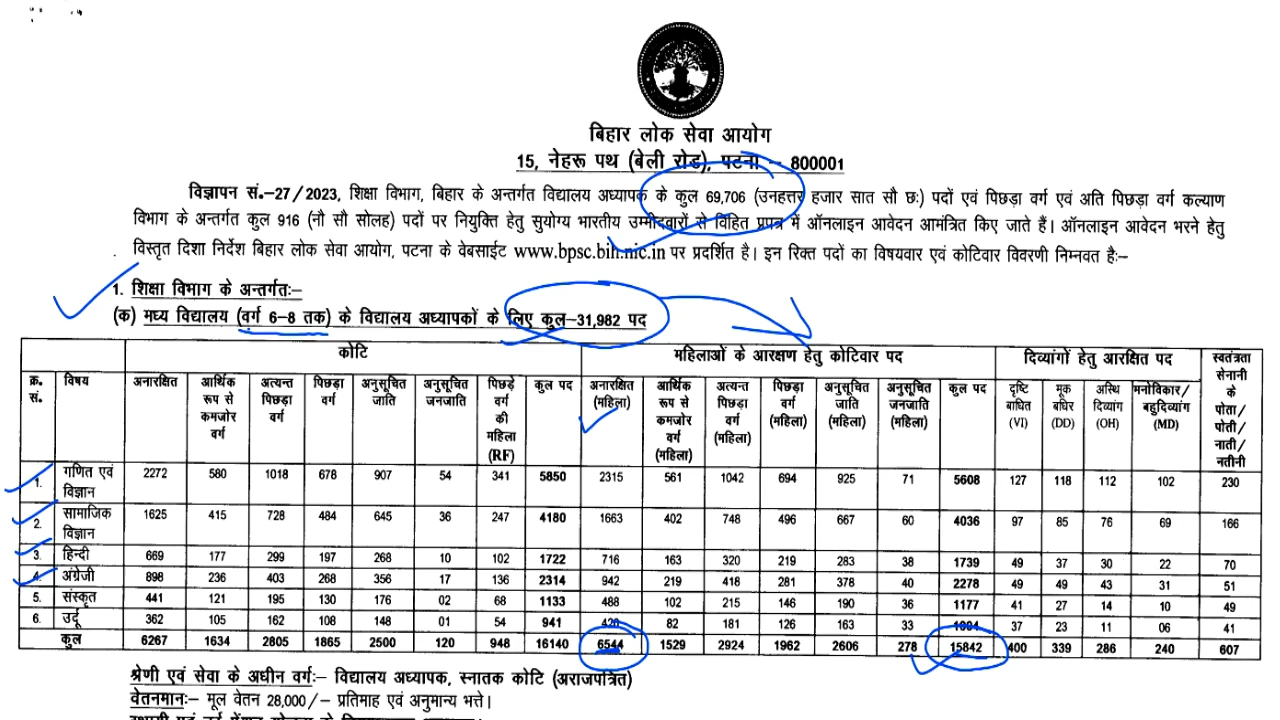 बिहार लोक सेवा आयोग
15, नेहरू पथ (बेली रोड), पटना – 800001
विज्ञापन सं.–27/2023, शिक्षा विभाग, बिहार के अन्तर्गत विद्यालय अध्यापक के कुल 69,706 (उनहत्तर हजार सात सौ छः) पदों एवं पिछड़ा वर्ग एवं अति पिछड़ा वर्ग कल्याण
विभाग के अन्तर्गत कुल 916 (नौ सौ सोलह) पदों पर नियुक्ति हेतु सुयोग्य भारतीय उम्मीदवारों से विहित प्रपत्र में ऑनलाइन आवेदन आमंत्रित किए जाते हैं। ऑनलाइन आवेदन भरने हेतु
विस्तृत दिशा निर्देश बिहार लोक सेवा आयोग, पटना के वेबसाईट www.bpsc.bih.nic.in पर प्रदर्शित है। इन रिक्त पदों का विषयवार एवं कोटिवार विवरणी निम्नवत है:–
1. शिक्षा विभाग के अन्तर्गतः–
(क) मध्य विद्यालय (वर्ग 6–8 तक) के विद्यालय अध्यापकों के लिए कुल–31,982 पद
क्र. सं. विषय कोटि महिलाओं के आरक्षण हेतु कोटिवार पद दिव्यांगों हेतु आरक्षित पद स्वतंत्रता सेनानी के पोता/ पोती/ नाती/ नतीनी
अनारक्षित आर्थिक रूप से कमजोर वर्ग अत्यन्त पिछड़ा वर्ग पिछड़ा वर्ग अनुसूचित जाति अनुसूचित जनजाति पिछड़े वर्ग की महिला (RF) कुल पद अनारक्षित (महिला) आर्थिक रूप से कमजोर वर्ग (महिला) अत्यन्त पिछड़ा वर्ग (महिला) पिछड़ा वर्ग (महिला) अनुसूचित जाति (महिला) अनुसूचित जनजाति (महिला) कुल पद दृष्टि बाधित (VI) मूक बधिर (DD) अस्थि दिव्यांग (OH) मनोविकार/ बहुदिव्यांग (MD)
1. गणित एवं विज्ञान 2272 580 1018 678 907 54 341 5850 2315 561 1042 694 925 71 5608 127 118 112 102 230
2. सामाजिक विज्ञान 1625 415 728 484 645 36 247 4180 1663 402 748 496 667 60 4036 97 85 76 69 166
3. हिन्दी 669 177 299 197 268 10 102 1722 716 163 320 219 283 38 1739 49 37 30 22 70
4. अंग्रेजी 898 236 403 268 356 17 136 2314 942 219 418 281 378 40 2278 49 49 43 31 51
5. संस्कृत 441 121 195 130 176 02 68 1133 488 102 215 146 190 36 1177 41 27 14 10 49
6. उर्दू 362 105 162 108 148 01 54 941 82 181 126 163 33 37 23 11 06 41
कुल 6267 1634 2805 1865 2500 120 948 16140 6544 1529 2924 1962 2606 278 15842 400 339 286 240 607
श्रेणी एवं सेवा के अधीन वर्गः– विद्यालय अध्यापक, स्नातक कोटि (अराजपत्रित)
वेतनमानः– मूल वेतन 28,000/– प्रतिमाह एवं अनुमान्य भत्ते।